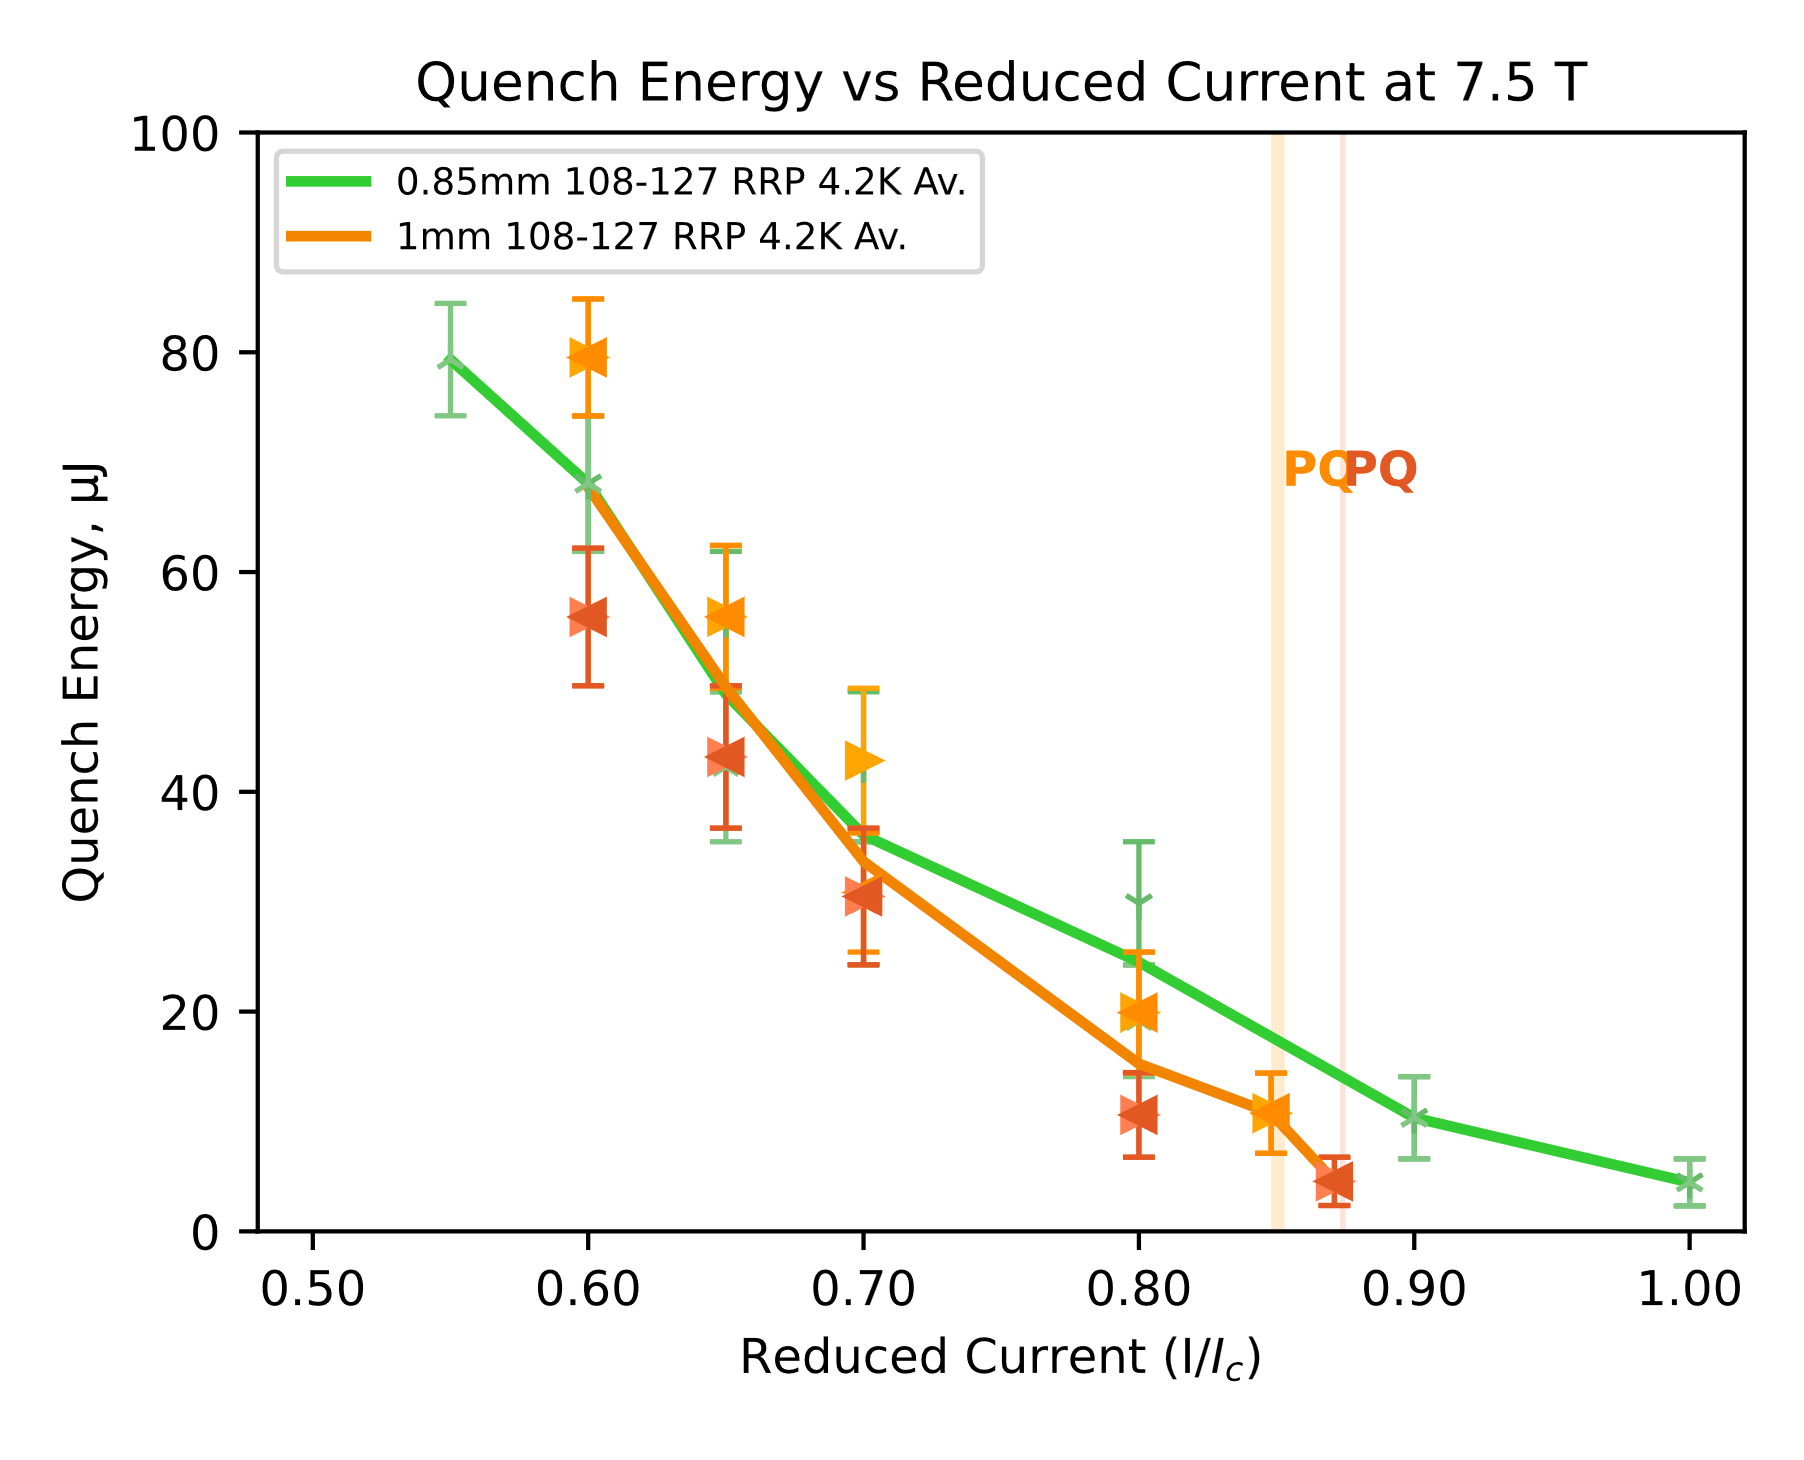 Quench Energy vs Reduced Current at 7.5 T
100
80
60
40
20
0
Quench Energy, µJ
0.85mm 108-127 RRP 4.2K Av.
1mm 108-127 RRP 4.2K Av.
PQ PQ
0.50 0.60 0.70 0.80 0.90 1.00
Reduced Current (I/I_c)